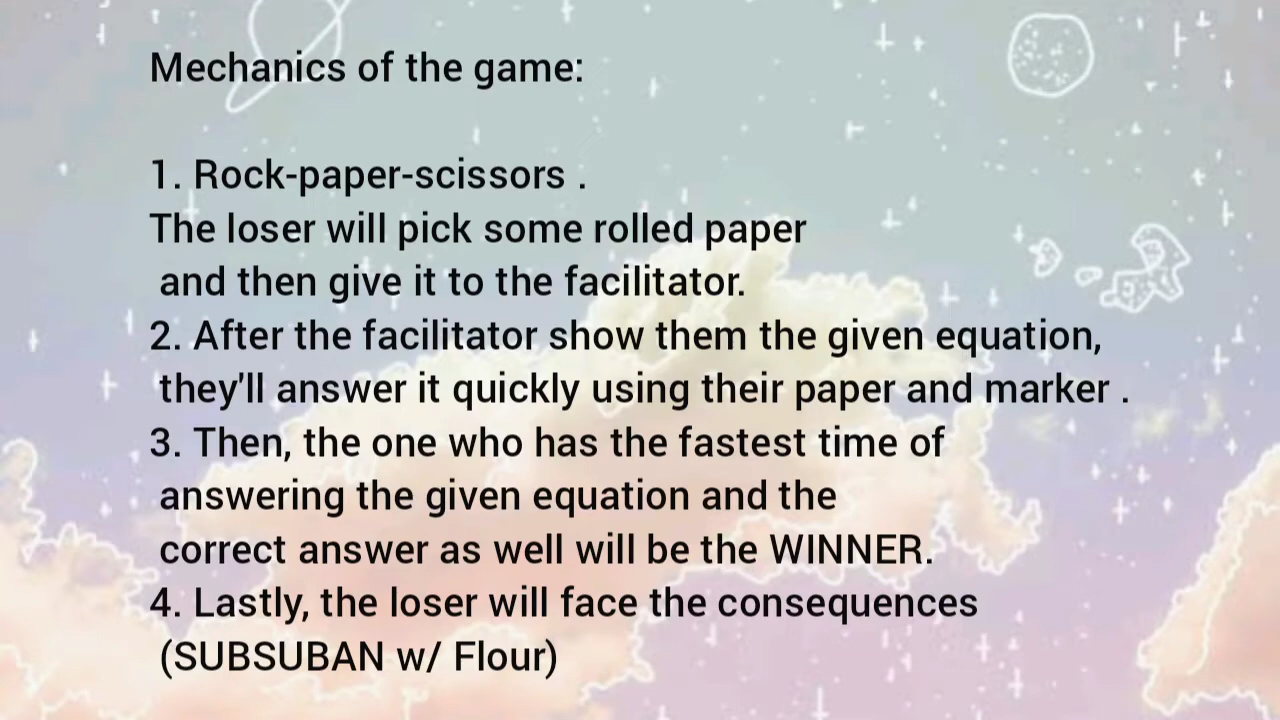 Mechanics of the game:
1. Rock-paper-scissors .
The loser will pick some rolled paper
and then give it to the facilitator.
2. After the facilitator show them the given equation,
they'll answer it quickly using their paper and marker .
3. Then, the one who has the fastest time of
answering the given equation and the
correct answer as well will be the WINNER.
4. Lastly, the loser will face the consequences
(SUBSUBAN w/ Flour)